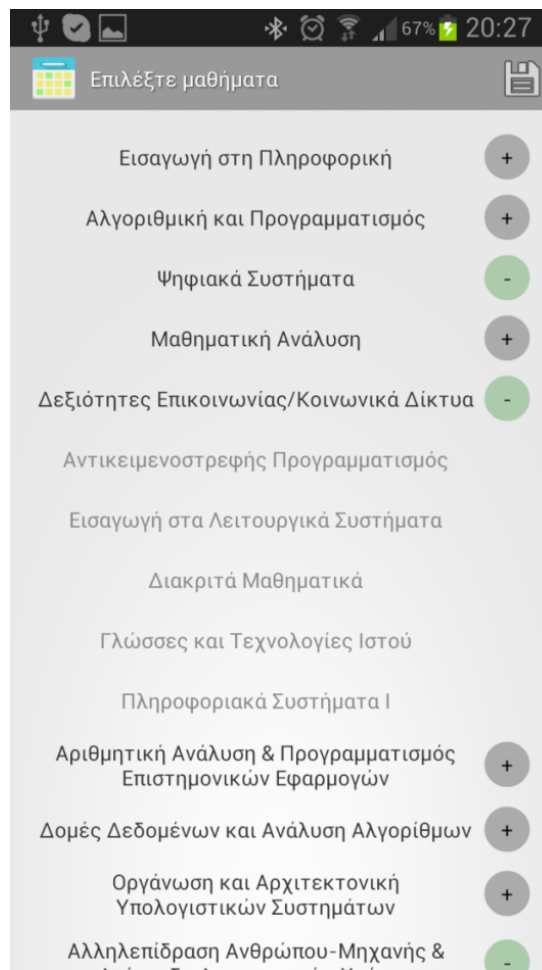 67% 20:27
Επιλέξτε μαθήματα
Εισαγωγή στη Πληροφορική +
Αλγοριθμική και Προγραμματισμός +
Ψηφιακά Συστήματα -
Μαθηματική Ανάλυση +
Δεξιότητες Επικοινωνίας/Κοινωνικά Δίκτυα -
Αντικειμενοστρεφής Προγραμματισμός
Εισαγωγή στα Λειτουργικά Συστήματα
Διακριτά Μαθηματικά
Γλώσσες και Τεχνολογίες Ιστού
Πληροφοριακά Συστήματα Ι
Αριθμητική Ανάλυση & Προγραμματισμός
Επιστημονικών Εφαρμογών +
Δομές Δεδομένων και Ανάλυση Αλγορίθμων +
Οργάνωση και Αρχιτεκτονική
Υπολογιστικών Συστημάτων +
Αλληλεπίδραση Ανθρώπου-Μηχανής &
-